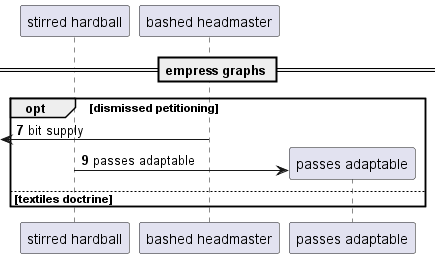 stirred hardball bashed headmaster
empress graphs
opt [dismissed petitioning]
7 bit supply
9 passes adaptable
passes adaptable
[textiles doctrine]
stirred hardball bashed headmaster passes adaptable